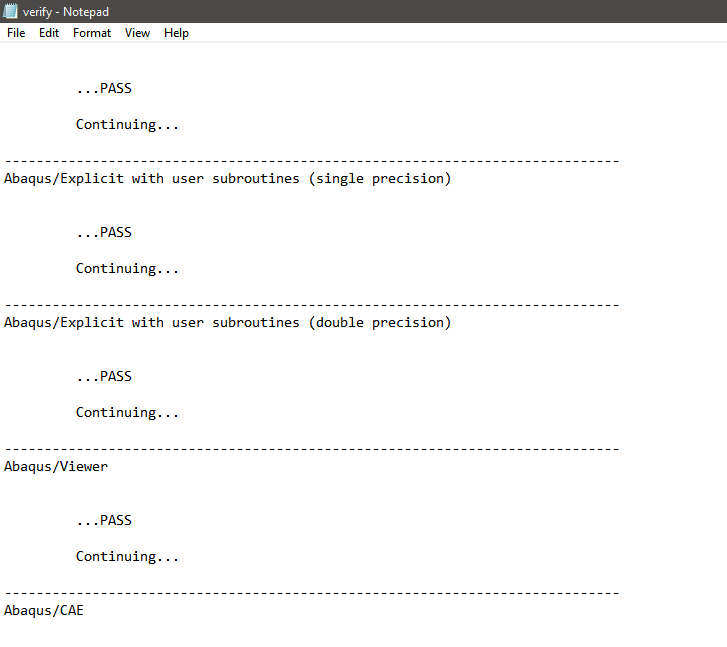 verify - Notepad
File Edit Format View Help
...PASS
Continuing...
-----------------------------------------------------------------------------
Abaqus/Explicit with user subroutines (single precision)
...PASS
Continuing...
-----------------------------------------------------------------------------
Abaqus/Explicit with user subroutines (double precision)
...PASS
Continuing...
-----------------------------------------------------------------------------
Abaqus/Viewer
...PASS
Continuing...
-----------------------------------------------------------------------------
Abaqus/CAE